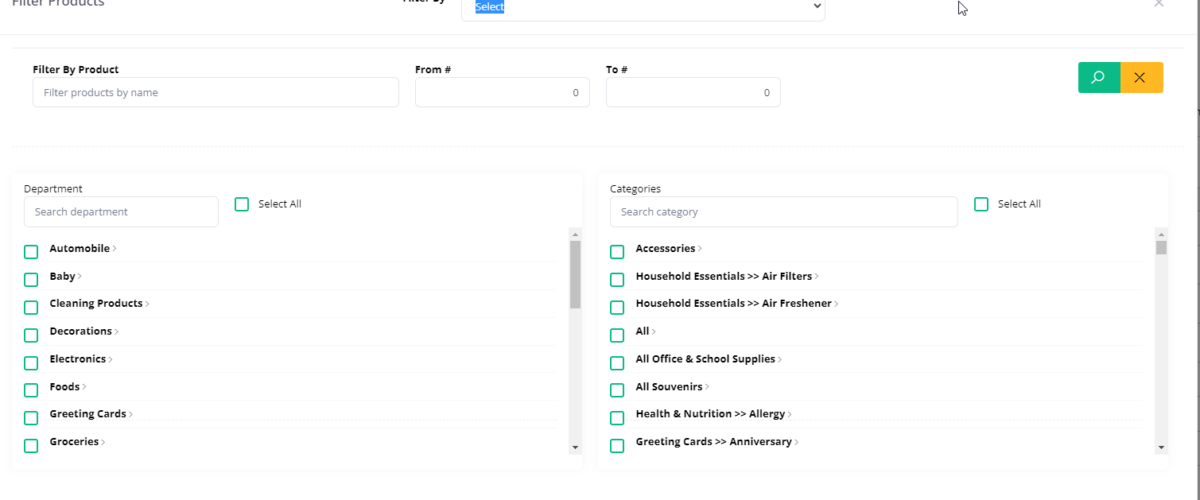 Filter Products
Filter By
Select
Filter By Product
From #
To #
Filter products by name
0
0
Department
Search department
Select All
Automobile
Baby
Cleaning Products
Decorations
Electronics
Foods
Greeting Cards
Groceries
Categories
Search category
Select All
Accessories
Household Essentials >> Air Filters
Household Essentials >> Air Freshener
All
All Office & School Supplies
All Souvenirs
Health & Nutrition >> Allergy
Greeting Cards >> Anniversary